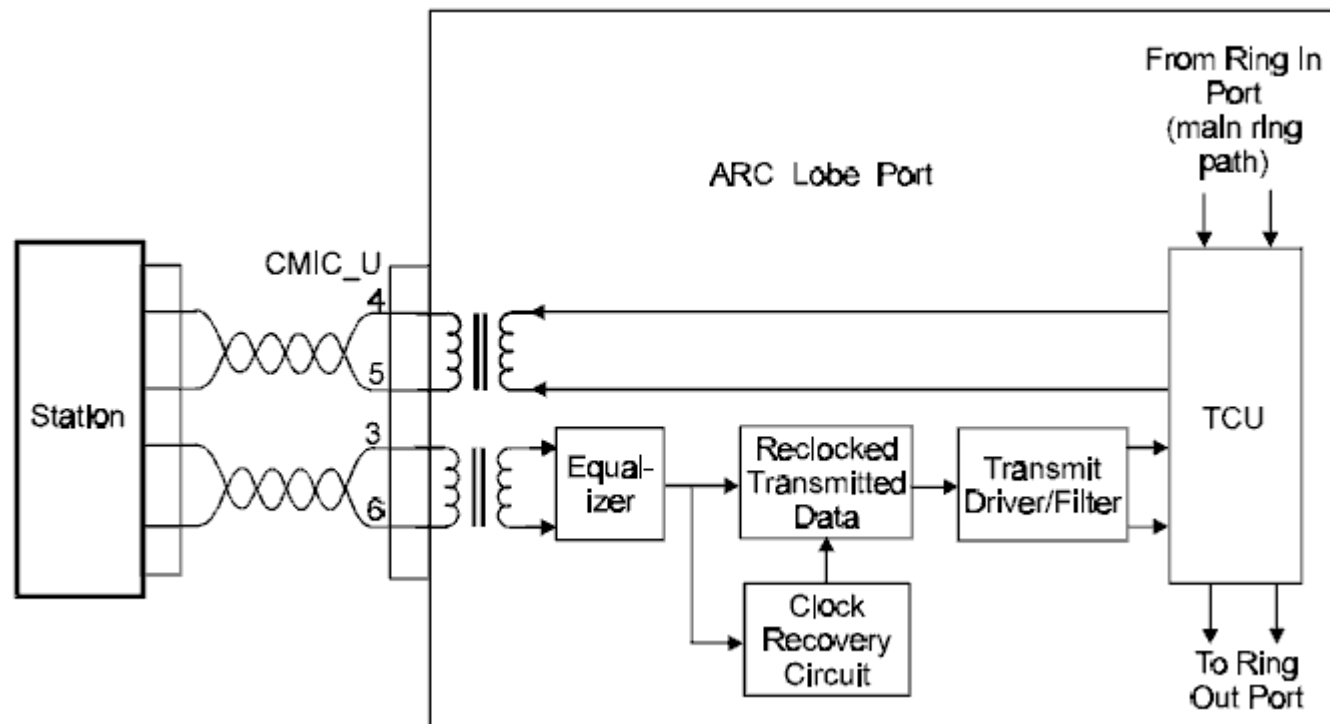 From Ring In
Port
(main ring
path)
ARC Lobe Port
CMIC_U
4
5
3
6
Station
TCU
Equal-
izer
Reclocked
Transmitted
Data
Transmit
Driver/Filter
Clock
Recovery
Circuit
To Ring
Out Port